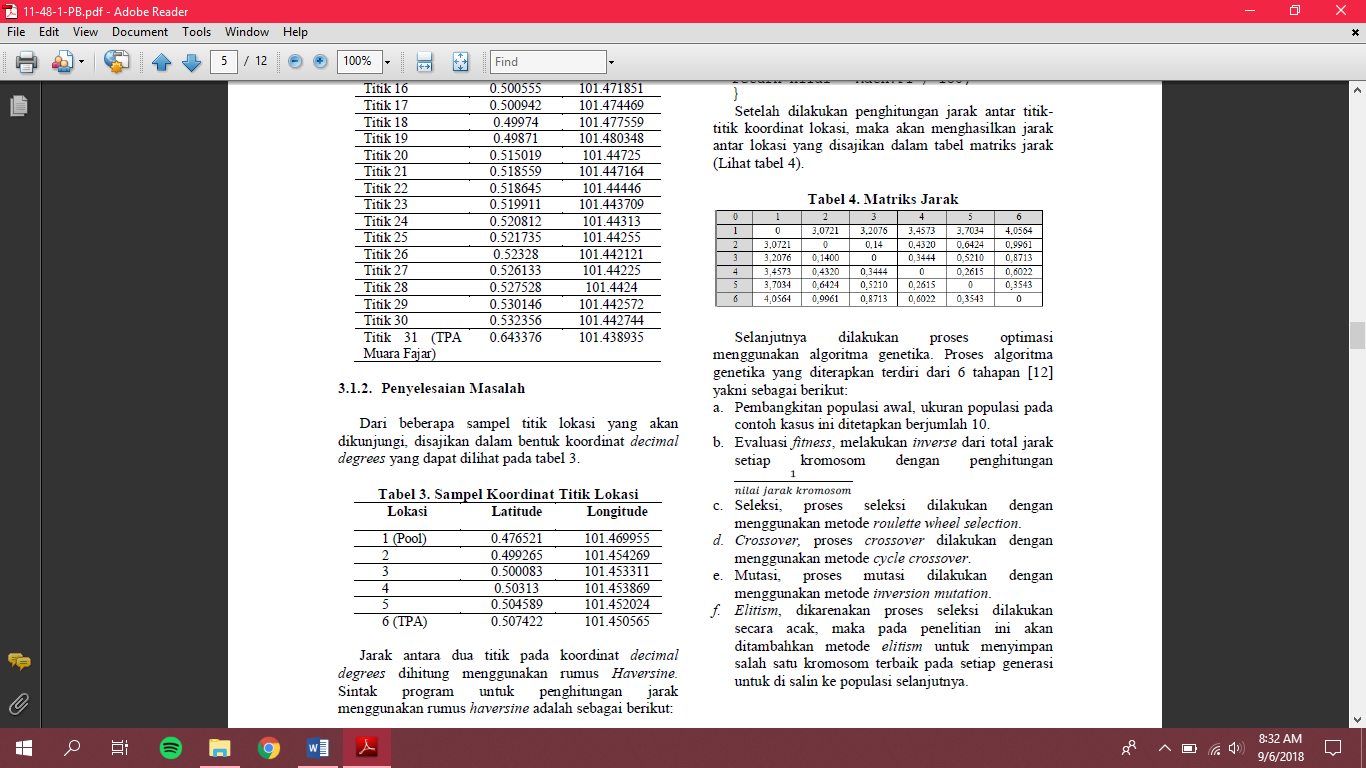 11-48-1-PB.pdf - Adobe Reader
File Edit View Document Tools Window Help
5 / 12 100% Find
Titik 16 0.500555 101.471851
Titik 17 0.500942 101.474469
Titik 18 0.49974 101.477559
Titik 19 0.49871 101.480348
Titik 20 0.515019 101.44725
Titik 21 0.518559 101.447164
Titik 22 0.518645 101.44446
Titik 23 0.519911 101.443709
Titik 24 0.520812 101.44313
Titik 25 0.521735 101.44255
Titik 26 0.52328 101.442121
Titik 27 0.526133 101.44225
Titik 28 0.527528 101.4424
Titik 29 0.530146 101.442572
Titik 30 0.532356 101.442744
Titik 31 (TPA 0.643376 101.438935
Muara Fajar)
3.1.2. Penyelesaian Masalah
Dari beberapa sampel titik lokasi yang akan
dikunjungi, disajikan dalam bentuk koordinat decimal
degrees yang dapat dilihat pada tabel 3.
Tabel 3. Sampel Koordinat Titik Lokasi
Lokasi Latitude Longitude
1 (Pool) 0.476521 101.469955
2 0.499265 101.454269
3 0.500083 101.453311
4 0.50313 101.453869
5 0.504589 101.452024
6 (TPA) 0.507422 101.450565
Jarak antara dua titik pada koordinat decimal
degrees dihitung menggunakan rumus Haversine.
Sintak program untuk penghitungan jarak
menggunakan rumus haversine adalah sebagai berikut:
}
Setelah dilakukan penghitungan jarak antar titik-
titik koordinat lokasi, maka akan menghasilkan jarak
antar lokasi yang disajikan dalam tabel matriks jarak
(Lihat tabel 4).
Tabel 4. Matriks Jarak
0 1 2 3 4 5 6
1 0 3,0721 3,2076 3,4573 3,7034 4,0564
2 3,0721 0 0,14 0,4320 0,6424 0,9961
3 3,2076 0,1400 0 0,3444 0,5210 0,8713
4 3,4573 0,4320 0,3444 0 0,2615 0,6022
5 3,7034 0,6424 0,5210 0,2615 0 0,3543
6 4,0564 0,9961 0,8713 0,6022 0,3543 0
Selanjutnya dilakukan proses optimasi
menggunakan algoritma genetika. Proses algoritma
genetika yang diterapkan terdiri dari 6 tahapan [12]
yakni sebagai berikut:
a. Pembangkitan populasi awal, ukuran populasi pada
contoh kasus ini ditetapkan berjumlah 10.
b. Evaluasi fitness, melakukan inverse dari total jarak
setiap kromosom dengan penghitungan
1
nilai jarak kromosom
c. Seleksi, proses seleksi dilakukan dengan
menggunakan metode roulette wheel selection.
d. Crossover, proses crossover dilakukan dengan
menggunakan metode cycle crossover.
e. Mutasi, proses mutasi dilakukan dengan
menggunakan metode inversion mutation.
f. Elitism, dikarenakan proses seleksi dilakukan
secara acak, maka pada penelitian ini akan
ditambahkan metode elitism untuk menyimpan
salah satu kromosom terbaik pada setiap generasi
untuk di salin ke populasi selanjutnya.
8:32 AM
9/6/2018